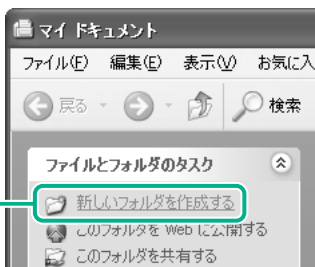 マイ ドキュメント
ファイル(F) 編集(E) 表示(V) お気に入
戻る 検索
ファイルとフォルダのタスク
新しいフォルダを作成する
このフォルダを Web に公開する
このフォルダを共有する